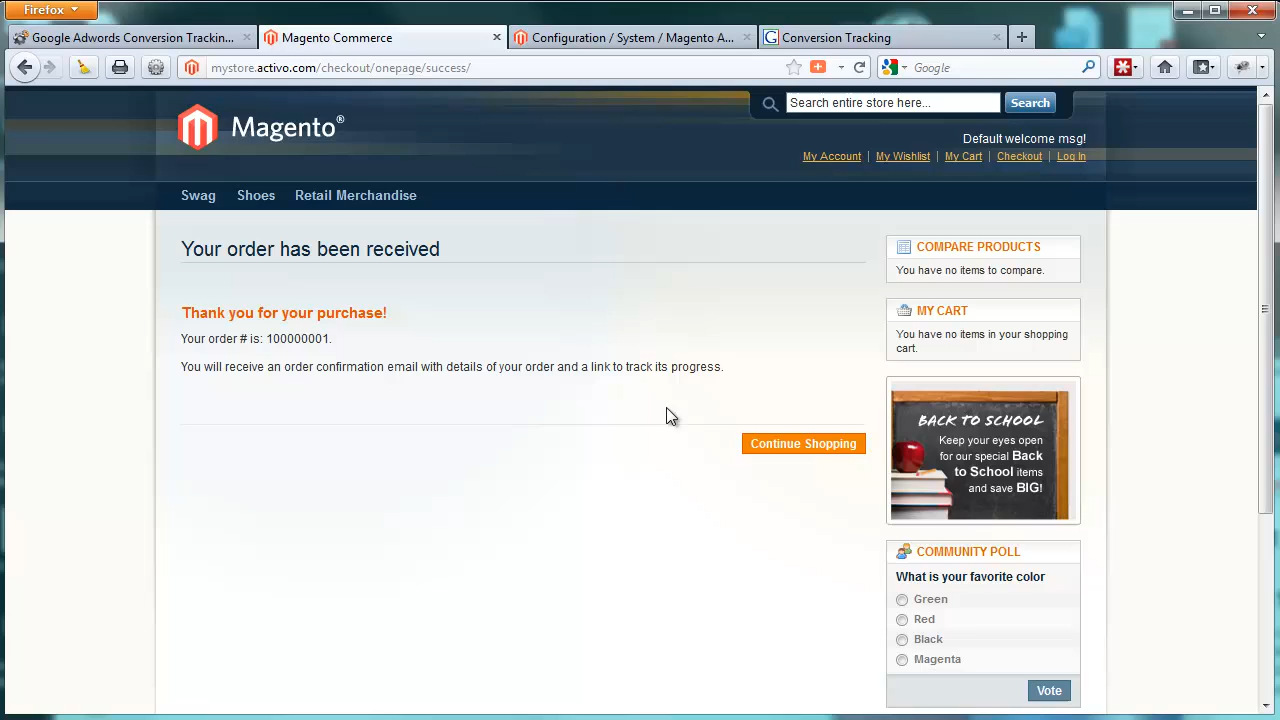 Firefox
Google Adwords Conversion Trackin...
Magento Commerce
Configuration / System / Magento A...
Conversion Tracking
mystore.activo.com/checkout/onepage/success/
Google
Magento®
Search entire store here...
Search
Default welcome msg!
My Account
My Wishlist
My Cart
Checkout
Log In
Swag
Shoes
Retail Merchandise
Your order has been received
Thank you for your purchase!
Your order # is: 100000001.
You will receive an order confirmation email with details of your order and a link to track its progress.
Continue Shopping
COMPARE PRODUCTS
You have no items to compare.
MY CART
You have no items in your shopping
cart.
BACK TO SCHOOL
Keep your eyes open
for our special Back
to School items
and save BIG!
COMMUNITY POLL
What is your favorite color
Green
Red
Black
Magenta
Vote